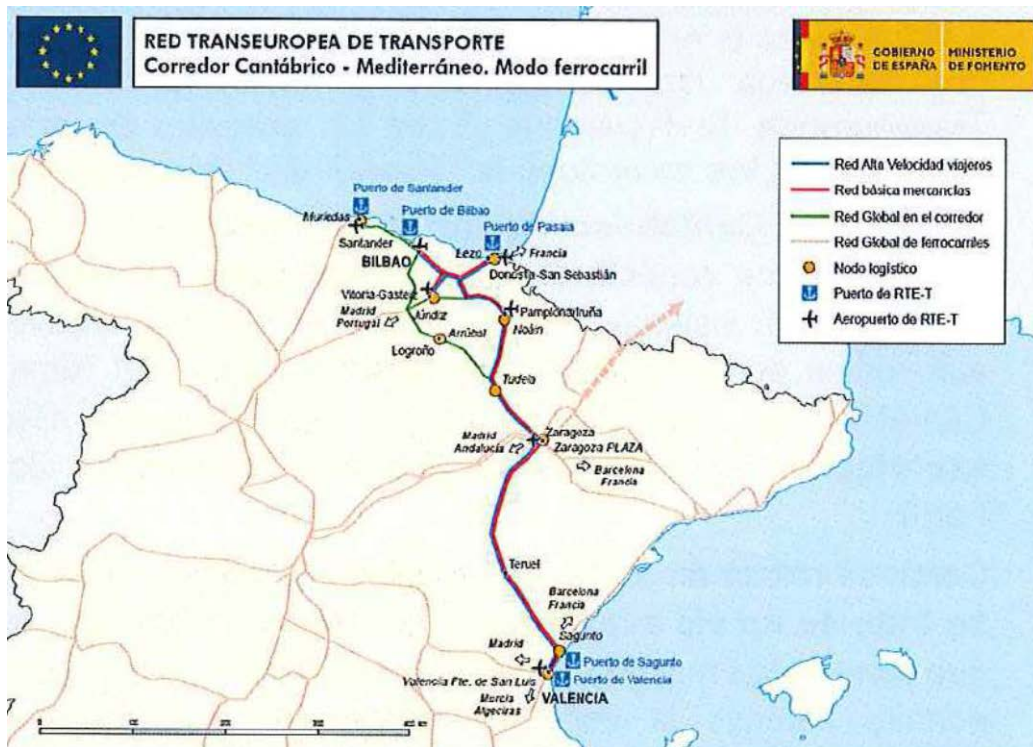 RED TRANSEUROPEA DE TRANSPORTE
Corredor Cantábrico - Mediterráneo. Modo ferrocarril
GOBIERNO
DE ESPAÑA
MINISTERIO
DE FOMENTO
Red Alta Velocidad viajeros
Red básica mercancías
Red Global en el corredor
Red Global de ferrocarriles
Nodo logístico
Puerto de RTE-T
Aeropuerto de RTE-T
Puerto de Santander
Muriedas
Puerto de Bilbao
Santander
BILBAO
Puerto de Pasaia
Lezo
Francia
Donostia-San Sebastián
Vitoria-Gasteiz
Júndiz
Pamplona/Iruña
Noáin
Madrid
Portugal
Arrúbal
Logroño
Tudela
Madrid
Andalucía
Zaragoza
Zaragoza PLAZA
Barcelona
Francia
Teruel
Barcelona
Francia
Sagunto
Madrid
Puerto de Sagunto
Puerto de Valencia
Valencia Fte. de San Luis
VALENCIA
Murcia
Algeciras